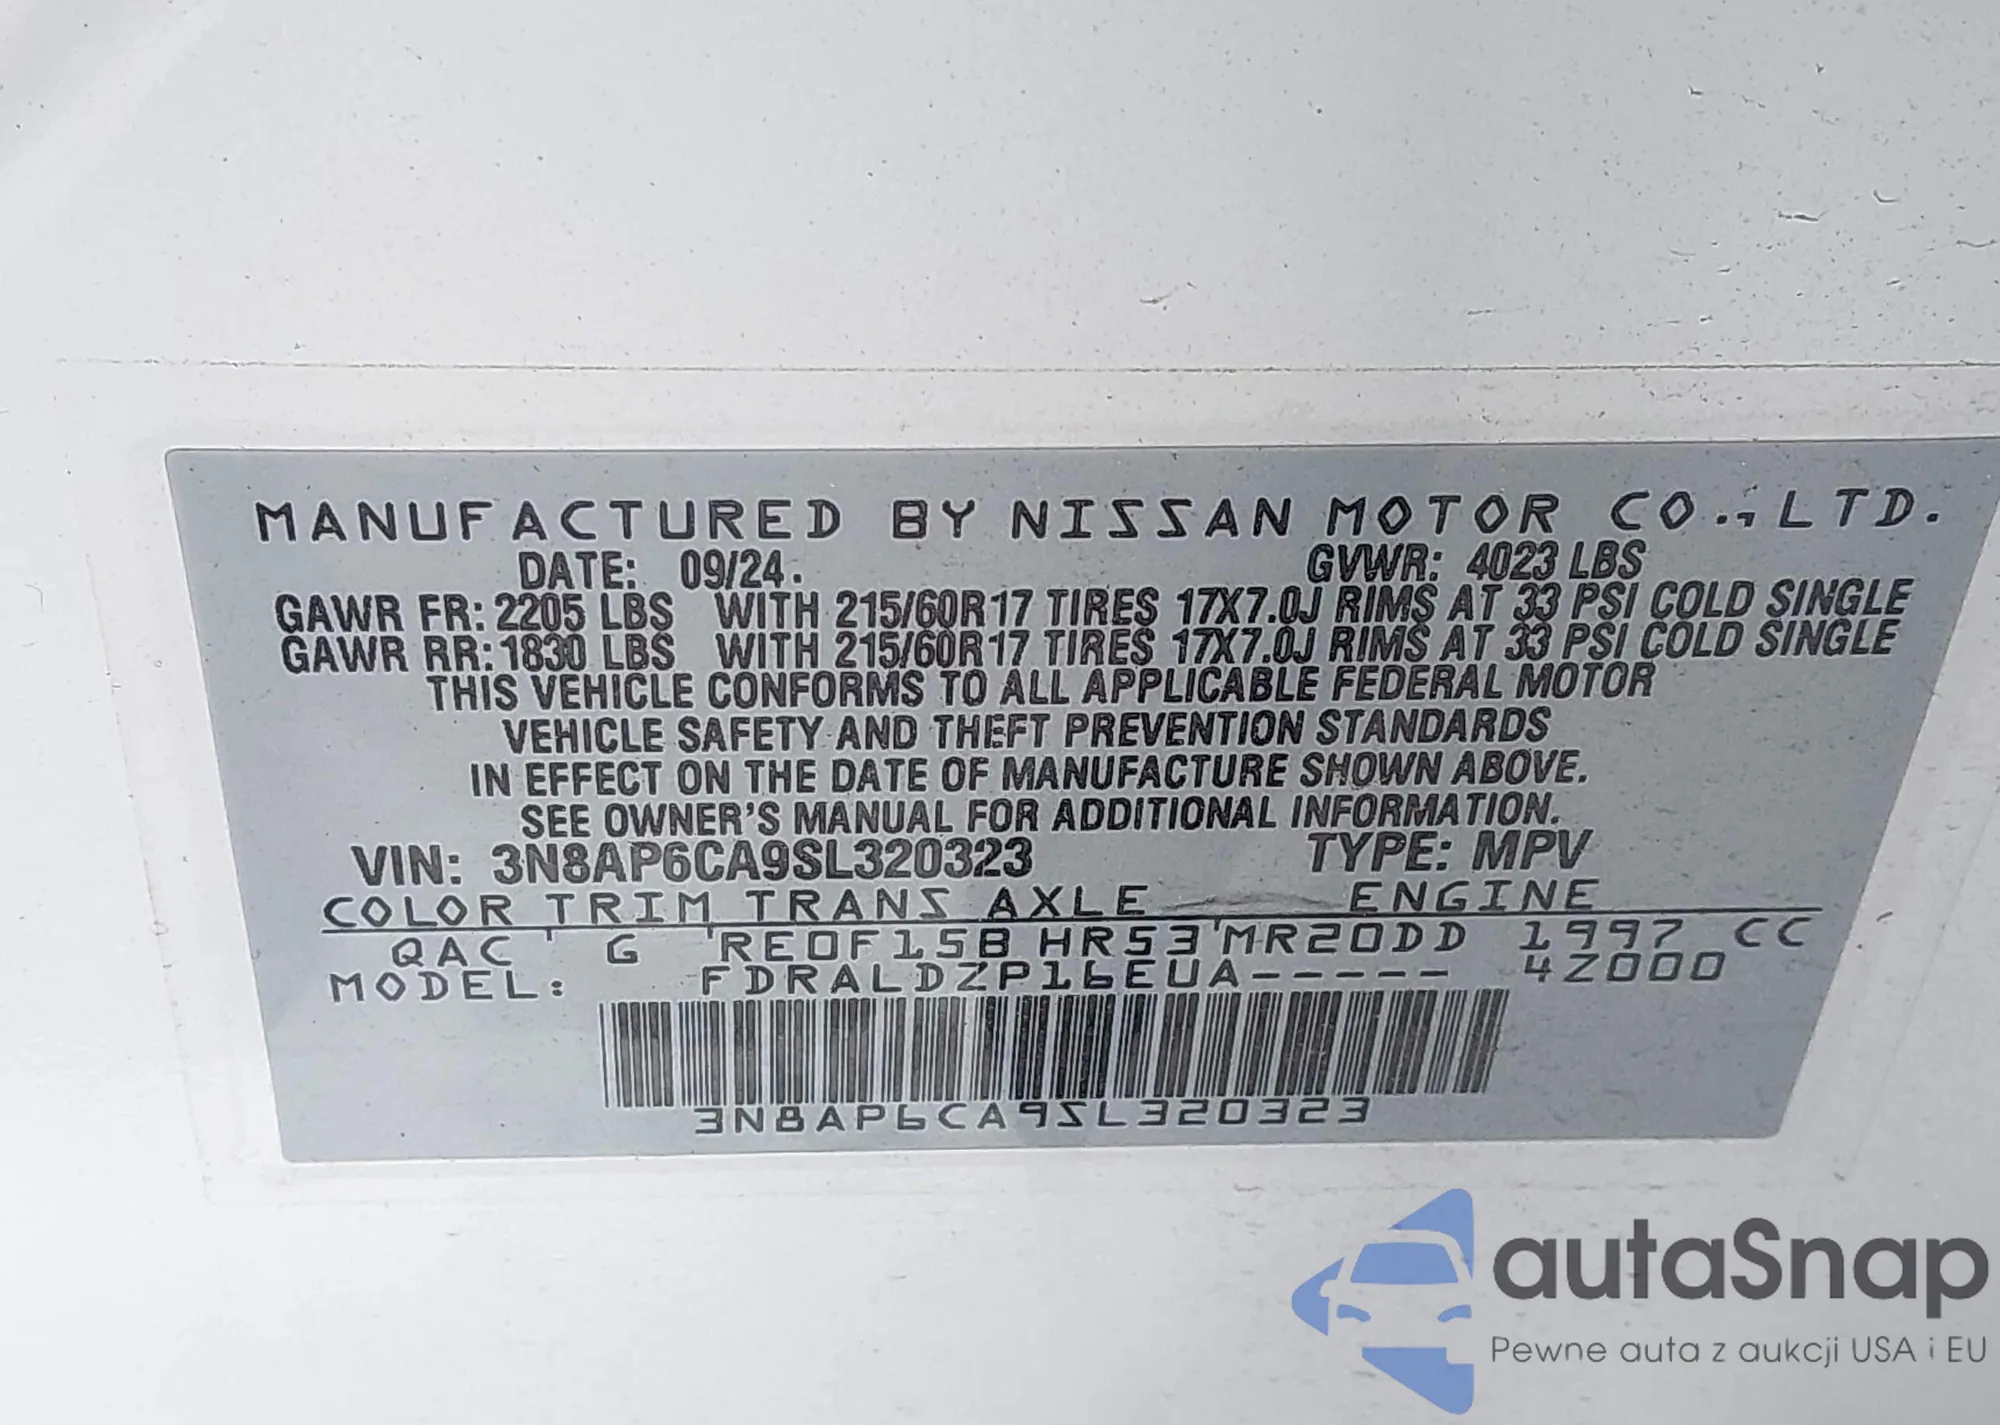 MANUFACTURED BY NISSAN MOTOR CO., LTD.
DATE: 09/24. GVWR: 4023 LBS
GAWR FR: 2205 LBS WITH 215/60R17 TIRES 17X7.0J RIMS AT 33 PSI COLD SINGLE
GAWR RR: 1830 LBS WITH 215/60R17 TIRES 17X7.0J RIMS AT 33 PSI COLD SINGLE
THIS VEHICLE CONFORMS TO ALL APPLICABLE FEDERAL MOTOR
VEHICLE SAFETY AND THEFT PREVENTION STANDARDS
IN EFFECT ON THE DATE OF MANUFACTURE SHOWN ABOVE.
SEE OWNER'S MANUAL FOR ADDITIONAL INFORMATION.
VIN: 3N8AP6CA9SL320323 TYPE: MPV
COLOR TRIM TRANS AXLE ENGINE
QAC G RE0F15B HR53 MR20DD 1997 CC
MODEL: FDRALDZP16EUA----- 4Z000
3N8AP6CA9SL320323
autaSnap
Pewne auta z aukcji USA i EU